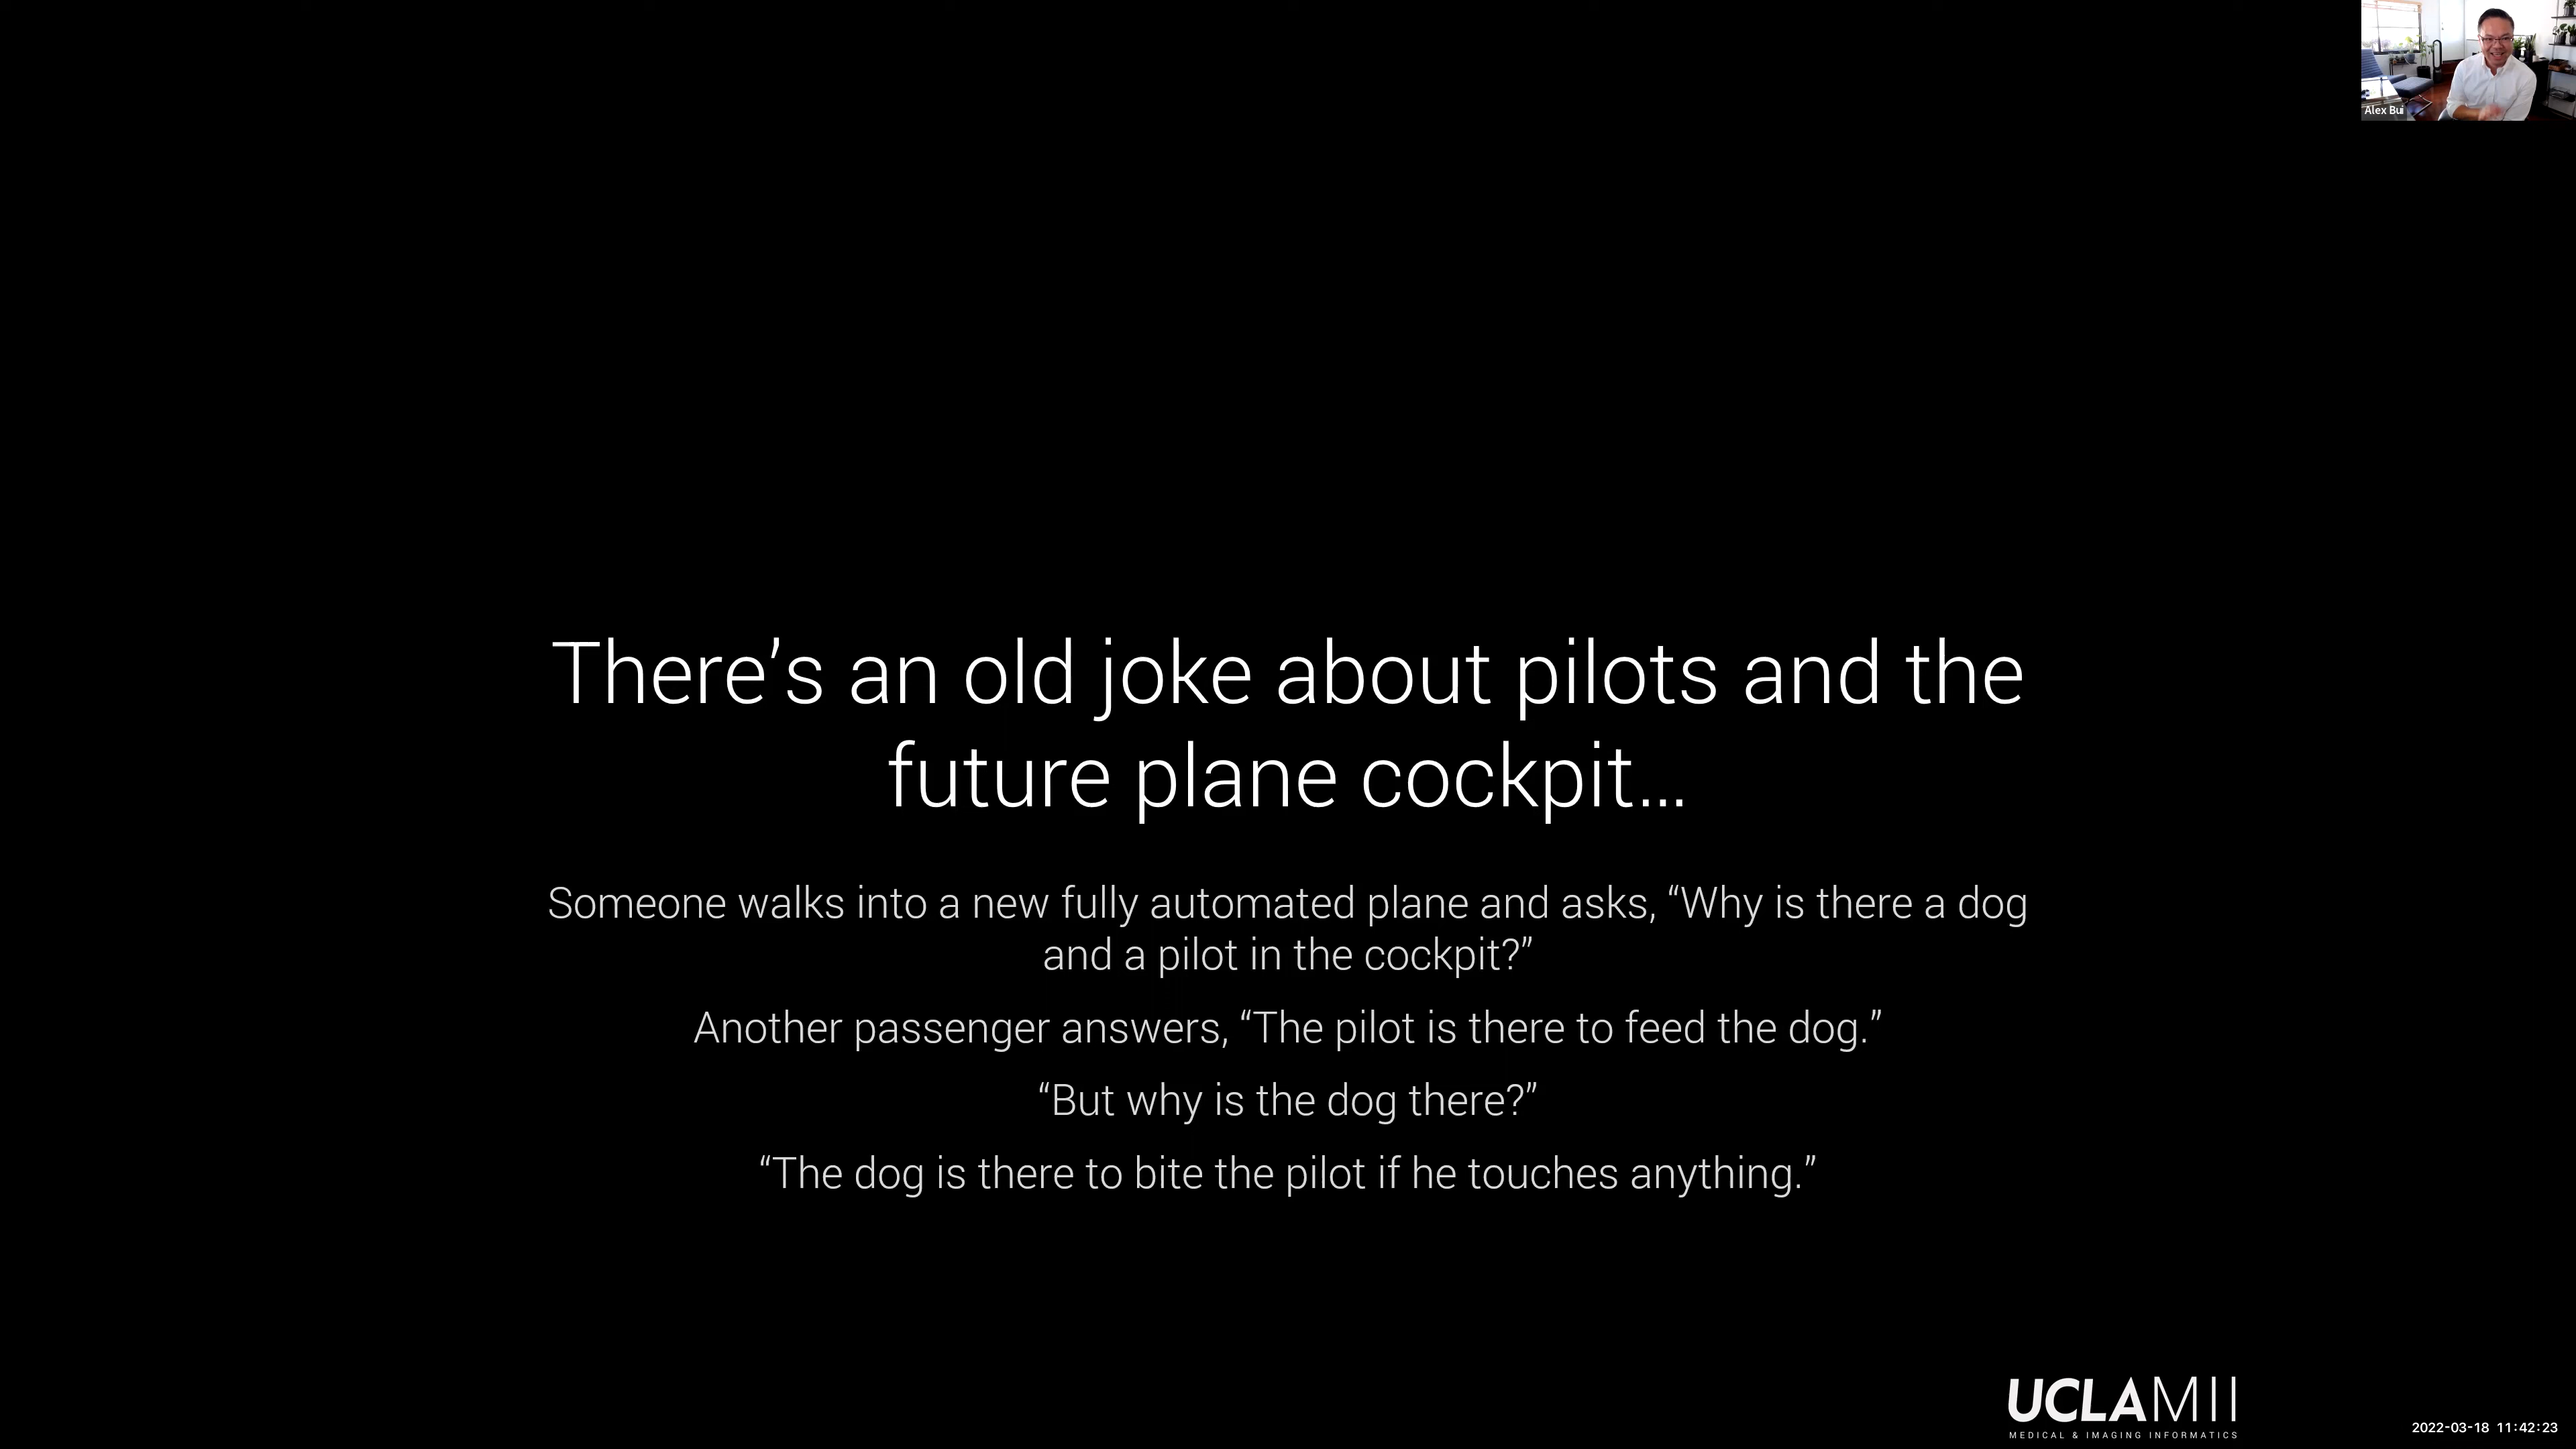 Alex Bui
There’s an old joke about pilots and the
future plane cockpit…
Someone walks into a new fully automated plane and asks, “Why is there a dog
and a pilot in the cockpit?”
Another passenger answers, “The pilot is there to feed the dog.”
“But why is the dog there?”
“The dog is there to bite the pilot if he touches anything.”
UCLAMII
MEDICAL & IMAGING INFORMATICS
2022-03-18 11:42:23